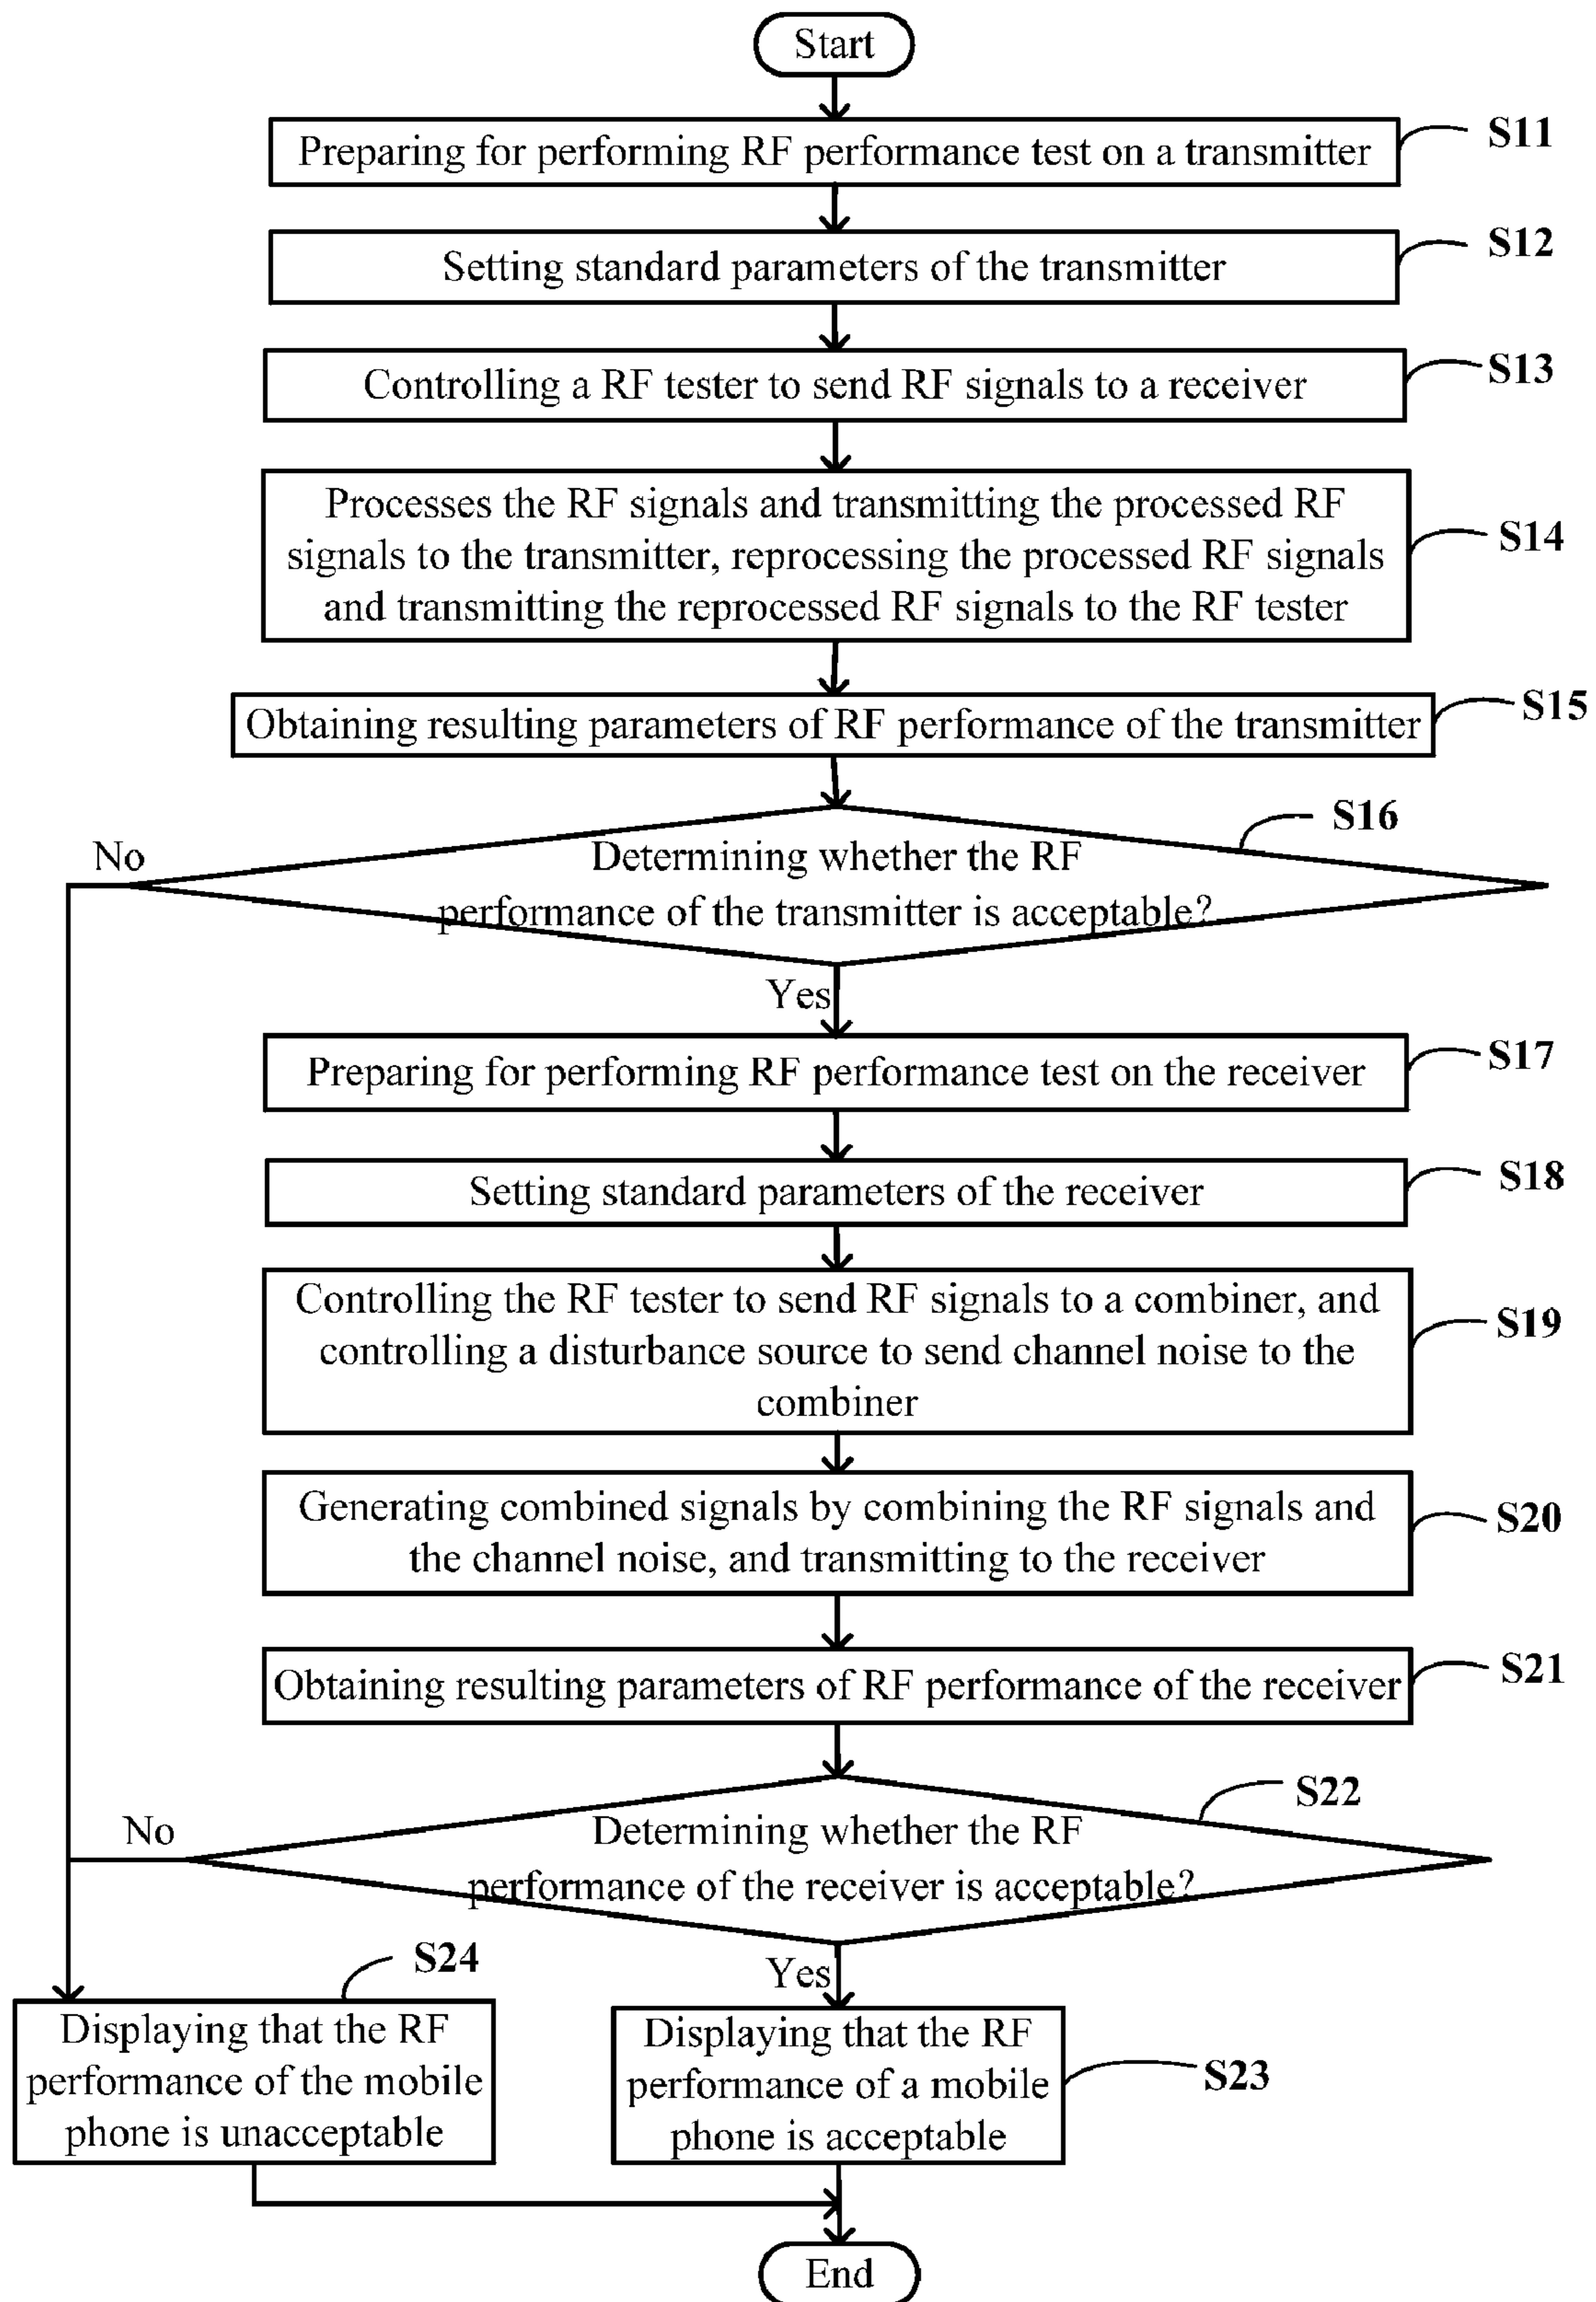 Start
Preparing for performing RF performance test on a transmitter
S11
Setting standard parameters of the transmitter
S12
Controlling a RF tester to send RF signals to a receiver
S13
Processes the RF signals and transmitting the processed RF
signals to the transmitter, reprocessing the processed RF signals
and transmitting the reprocessed RF signals to the RF tester
S14
Obtaining resulting parameters of RF performance of the transmitter
S15
S16
No
Determining whether the RF
performance of the transmitter is acceptable?
Yes
Preparing for performing RF performance test on the receiver
S17
Setting standard parameters of the receiver
S18
Controlling the RF tester to send RF signals to a combiner, and
controlling a disturbance source to send channel noise to the
combiner
S19
Generating combined signals by combining the RF signals and
the channel noise, and transmitting to the receiver
S20
Obtaining resulting parameters of RF performance of the receiver
S21
S22
No
Determining whether the RF
performance of the receiver is acceptable?
Yes
S24
Displaying that the RF
performance of the mobile
phone is unacceptable
Displaying that the RF
performance of a mobile
phone is acceptable
S23
End